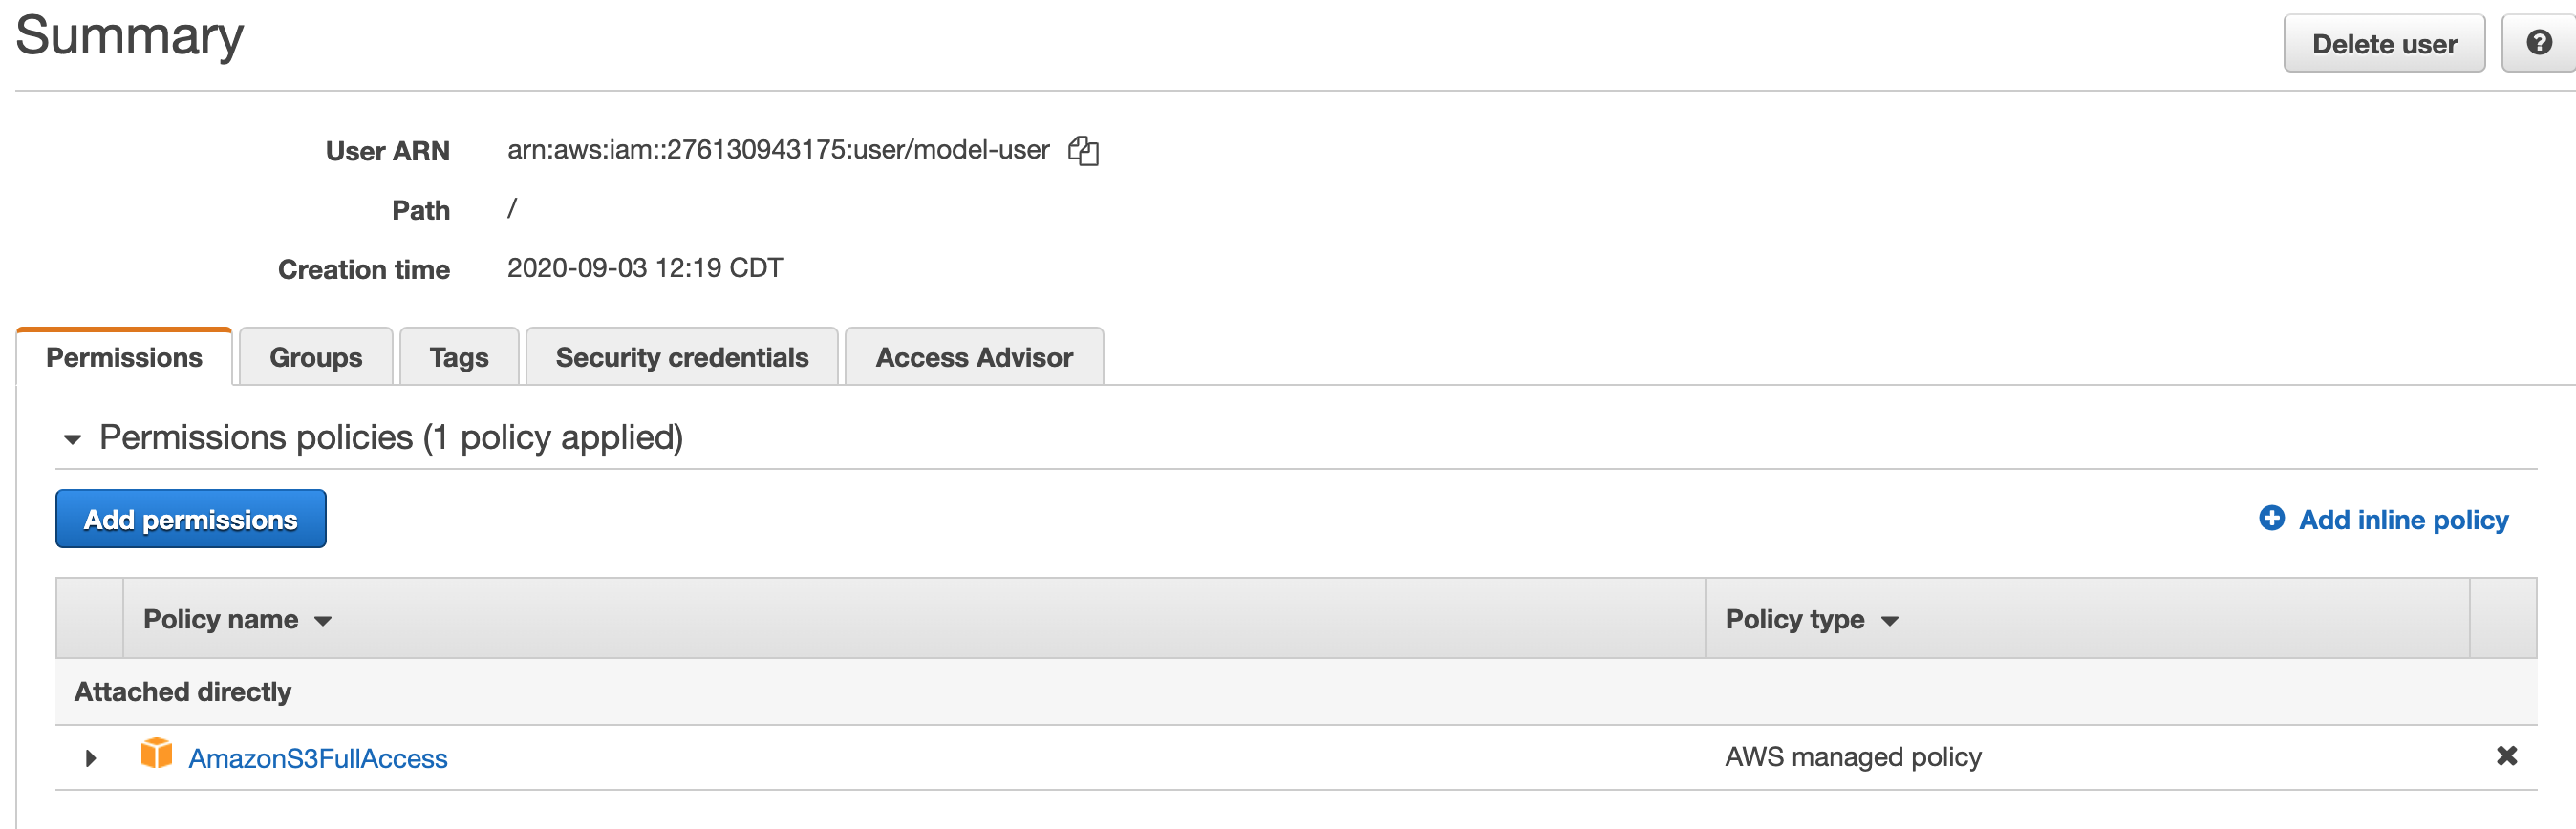 Summary
Delete user
User ARN arn:aws:iam::276130943175:user/model-user
Path /
Creation time 2020-09-03 12:19 CDT
Permissions Groups Tags Security credentials Access Advisor
Permissions policies (1 policy applied)
Add permissions Add inline policy
Policy name Policy type
Attached directly
AmazonS3FullAccess AWS managed policy